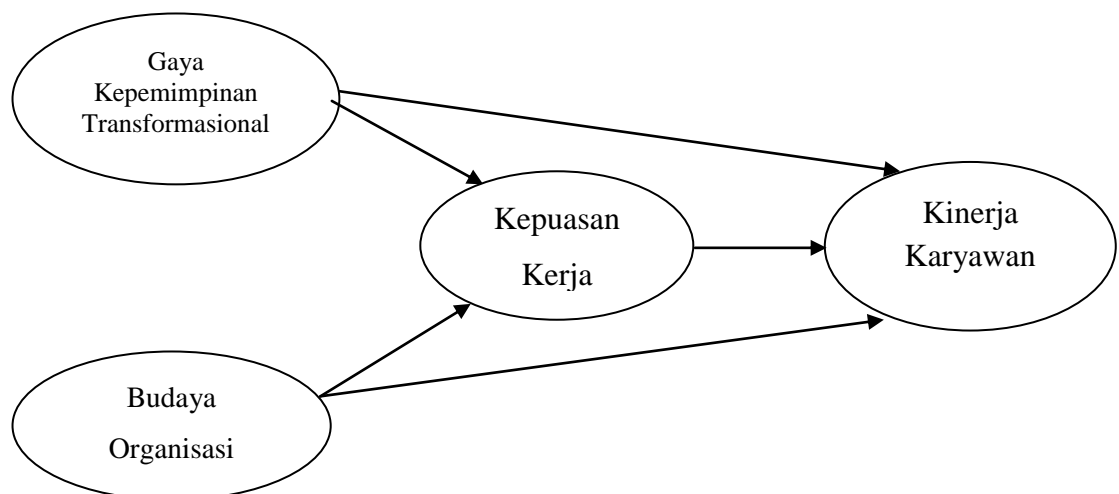 Gaya
Kepemimpinan
Transformasional
Kepuasan
Kerja
Kinerja
Karyawan
Budaya
Organisasi